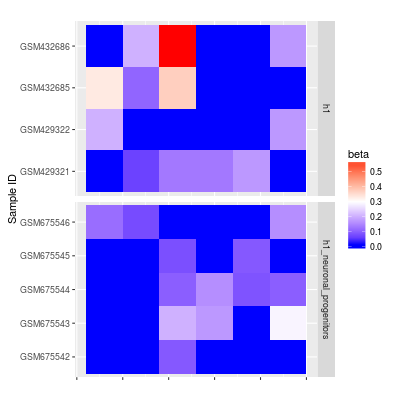 GSM432686
GSM432685
GSM429322
GSM429321
h1
GSM675546
GSM675545
GSM675544
GSM675543
GSM675542
h1_neuronal_progenitors
Sample ID
beta
0.5
0.4
0.3
0.2
0.1
0.0